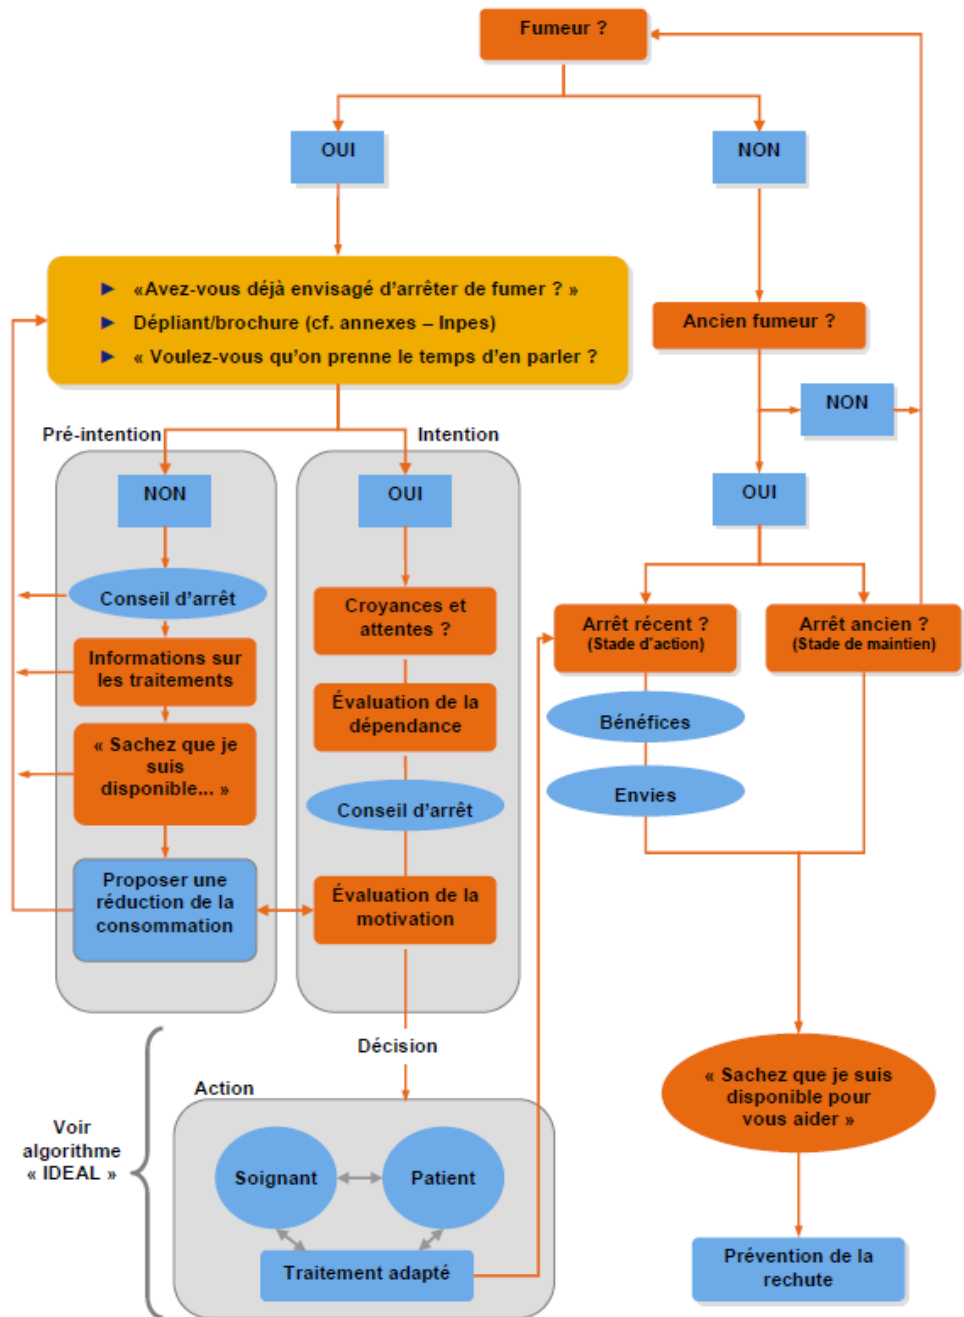 Fumeur ?
OUI
NON
«Avez-vous déjà envisagé d'arrêter de fumer ? »
Dépliant/brochure (cf. annexes – Inpes)
« Voulez-vous qu'on prenne le temps d'en parler ?
Ancien fumeur ?
NON
OUI
Pré-intention
Intention
NON
OUI
Conseil d'arrêt
Informations sur
les traitements
« Sachez que je
suis
disponible... »
Proposer une
réduction de la
consommation
Croyances et
attentes ?
Évaluation de la
dépendance
Conseil d'arrêt
Évaluation de la
motivation
Arrêt récent ?
(Stade d'action)
Arrêt ancien ?
(Stade de maintien)
Bénéfices
Envies
Décision
Action
Voir
algorithme
« IDEAL »
Soignant
Patient
Traitement adapté
« Sachez que je suis
disponible pour
vous aider »
Prévention de la
rechute